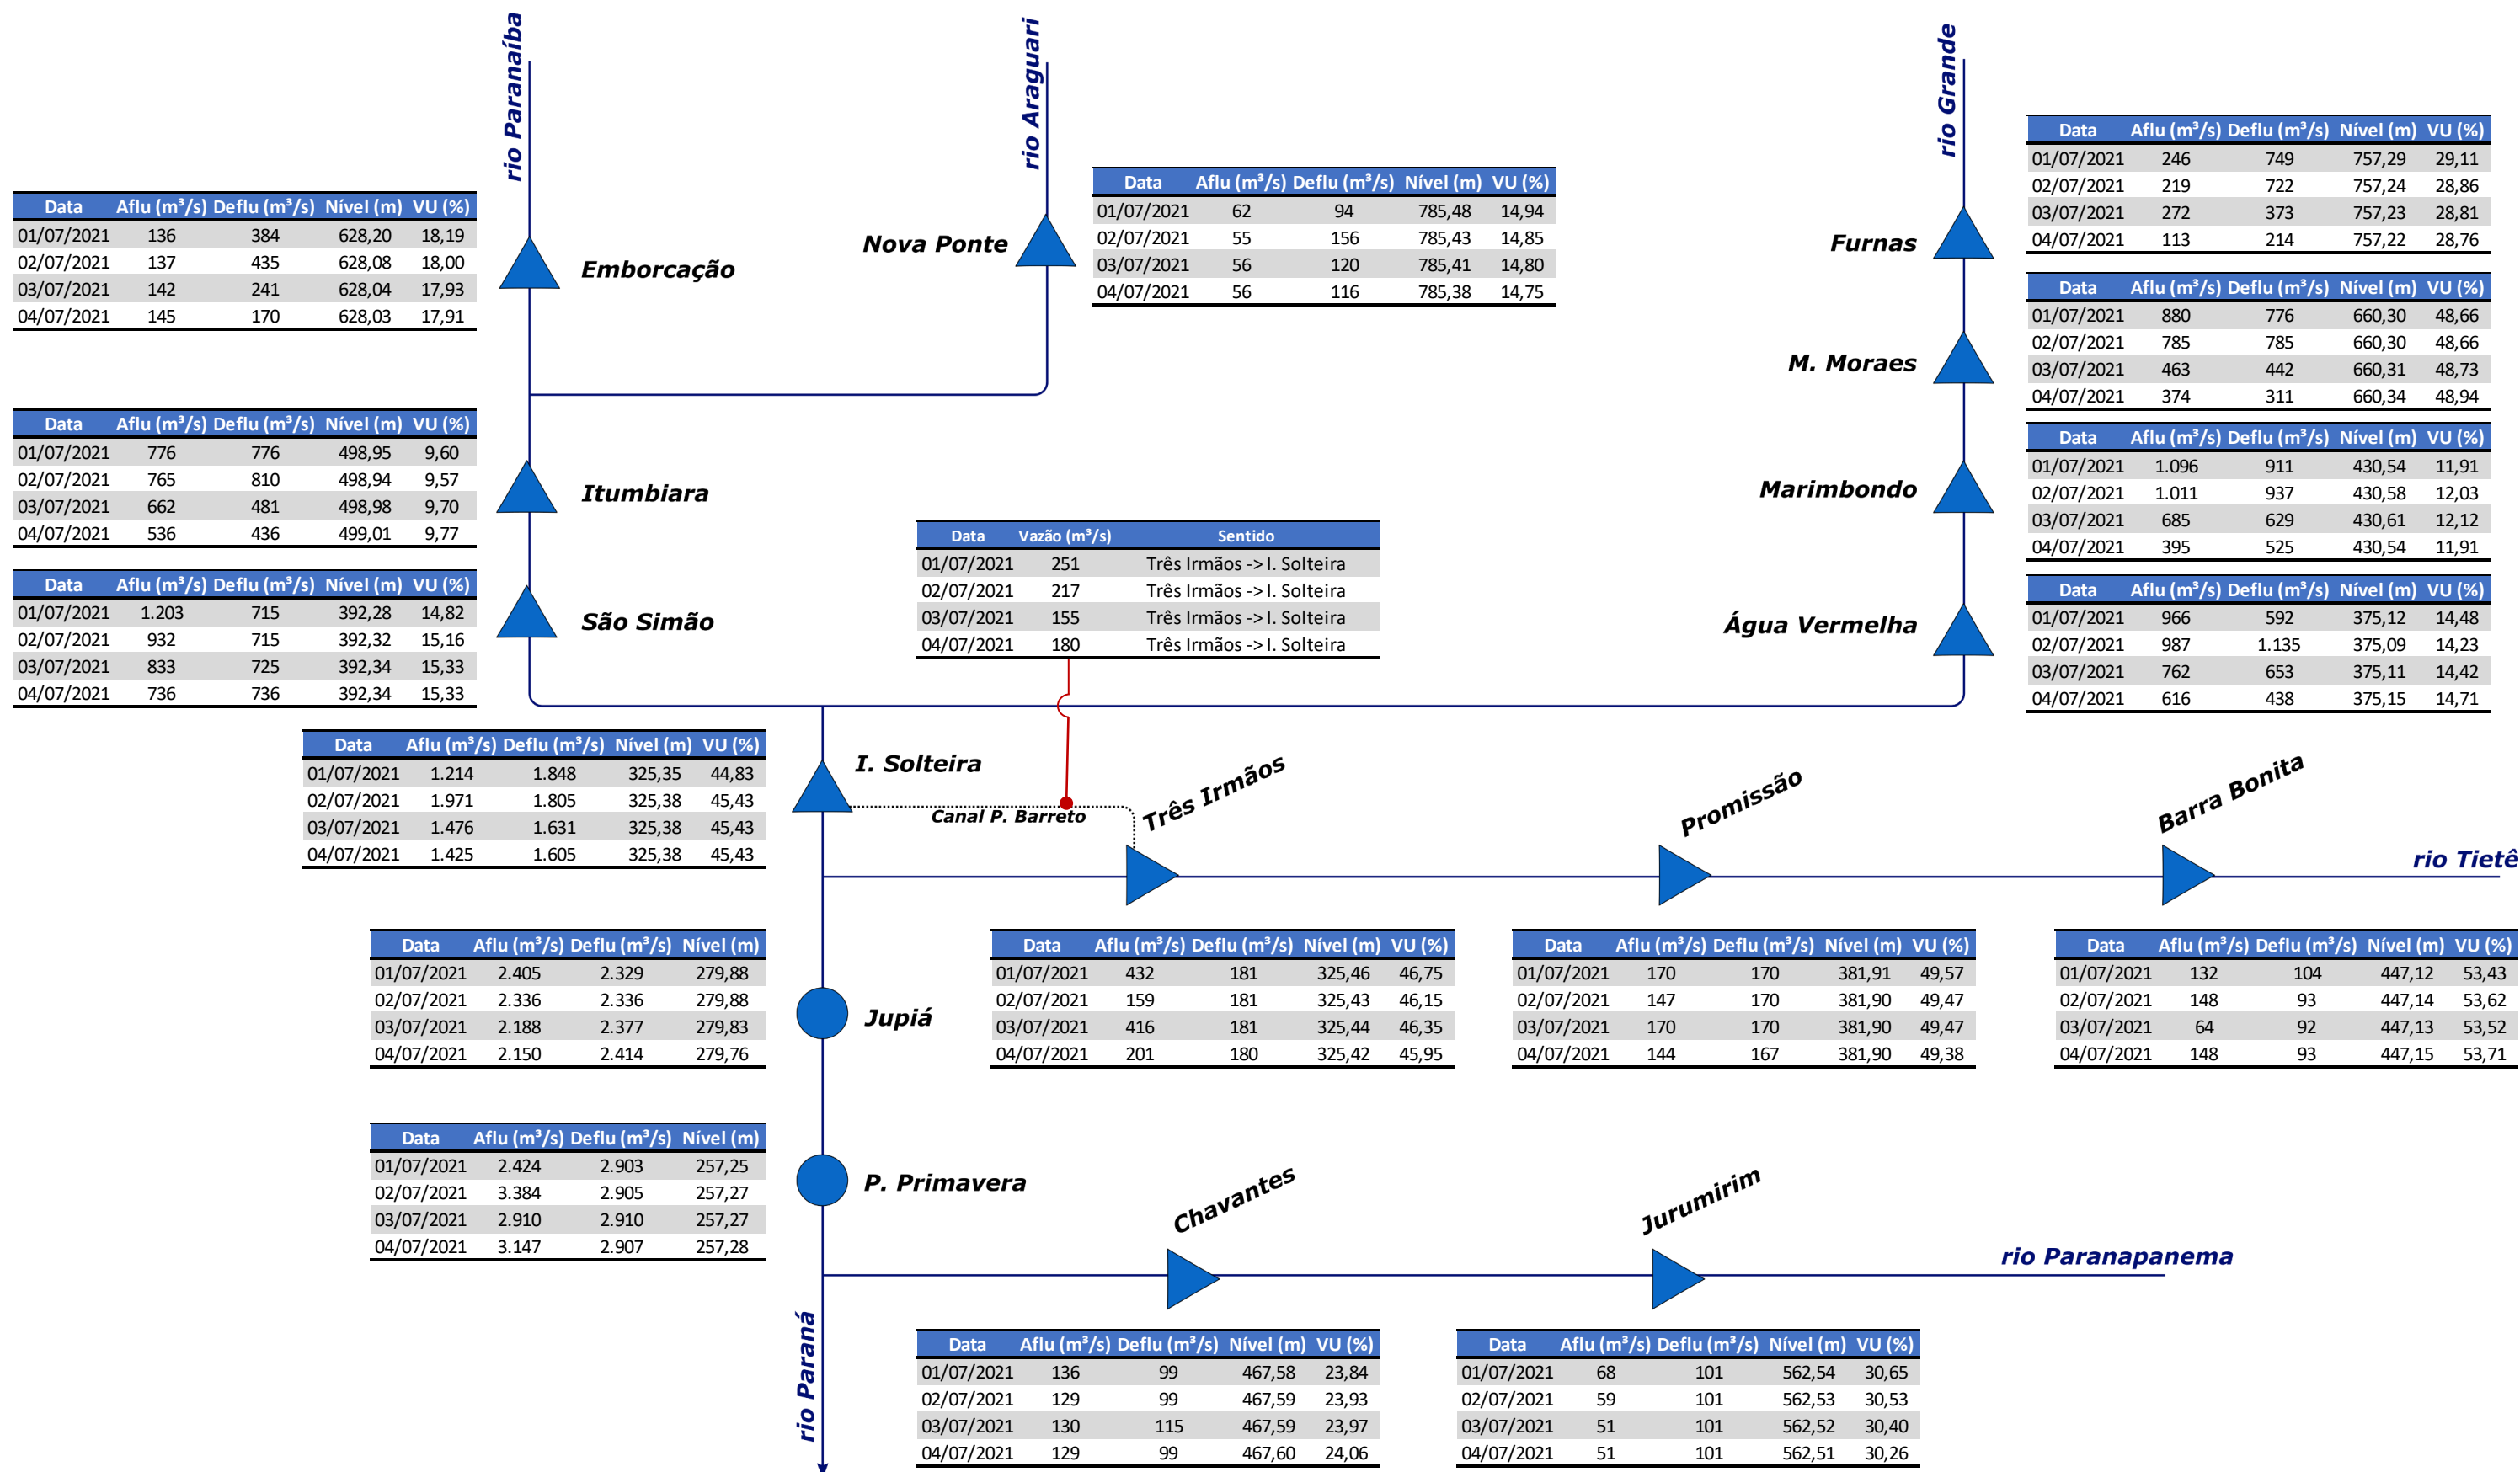 rio Paranaíba
rio Araguari
rio Grande
Data Aflu (m³/s) Deflu (m³/s) Nível (m) VU (%)
01/07/2021 246 749 757,29 29,11
02/07/2021 219 722 757,24 28,86
03/07/2021 272 373 757,23 28,81
04/07/2021 113 214 757,22 28,76
Furnas
Data Aflu (m³/s) Deflu (m³/s) Nível (m) VU (%)
01/07/2021 62 94 785,48 14,94
02/07/2021 55 156 785,43 14,85
03/07/2021 56 120 785,41 14,80
04/07/2021 56 116 785,38 14,75
Nova Ponte
Data Aflu (m³/s) Deflu (m³/s) Nível (m) VU (%)
01/07/2021 136 384 628,20 18,19
02/07/2021 137 435 628,08 18,00
03/07/2021 142 241 628,04 17,93
04/07/2021 145 170 628,03 17,91
Emborcação
Data Aflu (m³/s) Deflu (m³/s) Nível (m) VU (%)
01/07/2021 880 776 660,30 48,66
02/07/2021 785 785 660,30 48,66
03/07/2021 463 442 660,31 48,73
04/07/2021 374 311 660,34 48,94
M. Moraes
Data Aflu (m³/s) Deflu (m³/s) Nível (m) VU (%)
01/07/2021 776 776 498,95 9,60
02/07/2021 765 810 498,94 9,57
03/07/2021 662 481 498,98 9,70
04/07/2021 536 436 499,01 9,77
Itumbiara
Data Aflu (m³/s) Deflu (m³/s) Nível (m) VU (%)
01/07/2021 1.096 911 430,54 11,91
02/07/2021 1.011 937 430,58 12,03
03/07/2021 685 629 430,61 12,12
04/07/2021 395 525 430,54 11,91
Marimbondo
Data Vazão (m³/s) Sentido
01/07/2021 251 Três Irmãos -> I. Solteira
02/07/2021 217 Três Irmãos -> I. Solteira
03/07/2021 155 Três Irmãos -> I. Solteira
04/07/2021 180 Três Irmãos -> I. Solteira
Data Aflu (m³/s) Deflu (m³/s) Nível (m) VU (%)
01/07/2021 1.203 715 392,28 14,82
02/07/2021 932 715 392,32 15,16
03/07/2021 833 725 392,34 15,33
04/07/2021 736 736 392,34 15,33
São Simão
Data Aflu (m³/s) Deflu (m³/s) Nível (m) VU (%)
01/07/2021 966 592 375,12 14,48
02/07/2021 987 1.135 375,09 14,23
03/07/2021 762 653 375,11 14,42
04/07/2021 616 438 375,15 14,71
Água Vermelha
Data Aflu (m³/s) Deflu (m³/s) Nível (m) VU (%)
01/07/2021 1.214 1.848 325,35 44,83
02/07/2021 1.971 1.805 325,38 45,43
03/07/2021 1.476 1.631 325,38 45,43
04/07/2021 1.425 1.605 325,38 45,43
I. Solteira
Canal P. Barreto
Três Irmãos
Promissão
Barra Bonita
rio Tietê
Data Aflu (m³/s) Deflu (m³/s) Nível (m)
01/07/2021 2.405 2.329 279,88
02/07/2021 2.336 2.336 279,88
03/07/2021 2.188 2.377 279,83
04/07/2021 2.150 2.414 279,76
Jupiá
Data Aflu (m³/s) Deflu (m³/s) Nível (m) VU (%)
01/07/2021 432 181 325,46 46,75
02/07/2021 159 181 325,43 46,15
03/07/2021 416 181 325,44 46,35
04/07/2021 201 180 325,42 45,95
Data Aflu (m³/s) Deflu (m³/s) Nível (m) VU (%)
01/07/2021 170 170 381,91 49,57
02/07/2021 147 170 381,90 49,47
03/07/2021 170 170 381,90 49,47
04/07/2021 144 167 381,90 49,38
Data Aflu (m³/s) Deflu (m³/s) Nível (m) VU (%)
01/07/2021 132 104 447,12 53,43
02/07/2021 148 93 447,14 53,62
03/07/2021 64 92 447,13 53,52
04/07/2021 148 93 447,15 53,71
Data Aflu (m³/s) Deflu (m³/s) Nível (m)
01/07/2021 2.424 2.903 257,25
02/07/2021 3.384 2.905 257,27
03/07/2021 2.910 2.910 257,27
04/07/2021 3.147 2.907 257,28
P. Primavera
Chavantes
Jurumirim
rio Paranapanema
rio Paraná
Data Aflu (m³/s) Deflu (m³/s) Nível (m) VU (%)
01/07/2021 136 99 467,58 23,84
02/07/2021 129 99 467,59 23,93
03/07/2021 130 115 467,59 23,97
04/07/2021 129 99 467,60 24,06
Data Aflu (m³/s) Deflu (m³/s) Nível (m) VU (%)
01/07/2021 68 101 562,54 30,65
02/07/2021 59 101 562,53 30,53
03/07/2021 51 101 562,52 30,40
04/07/2021 51 101 562,51 30,26